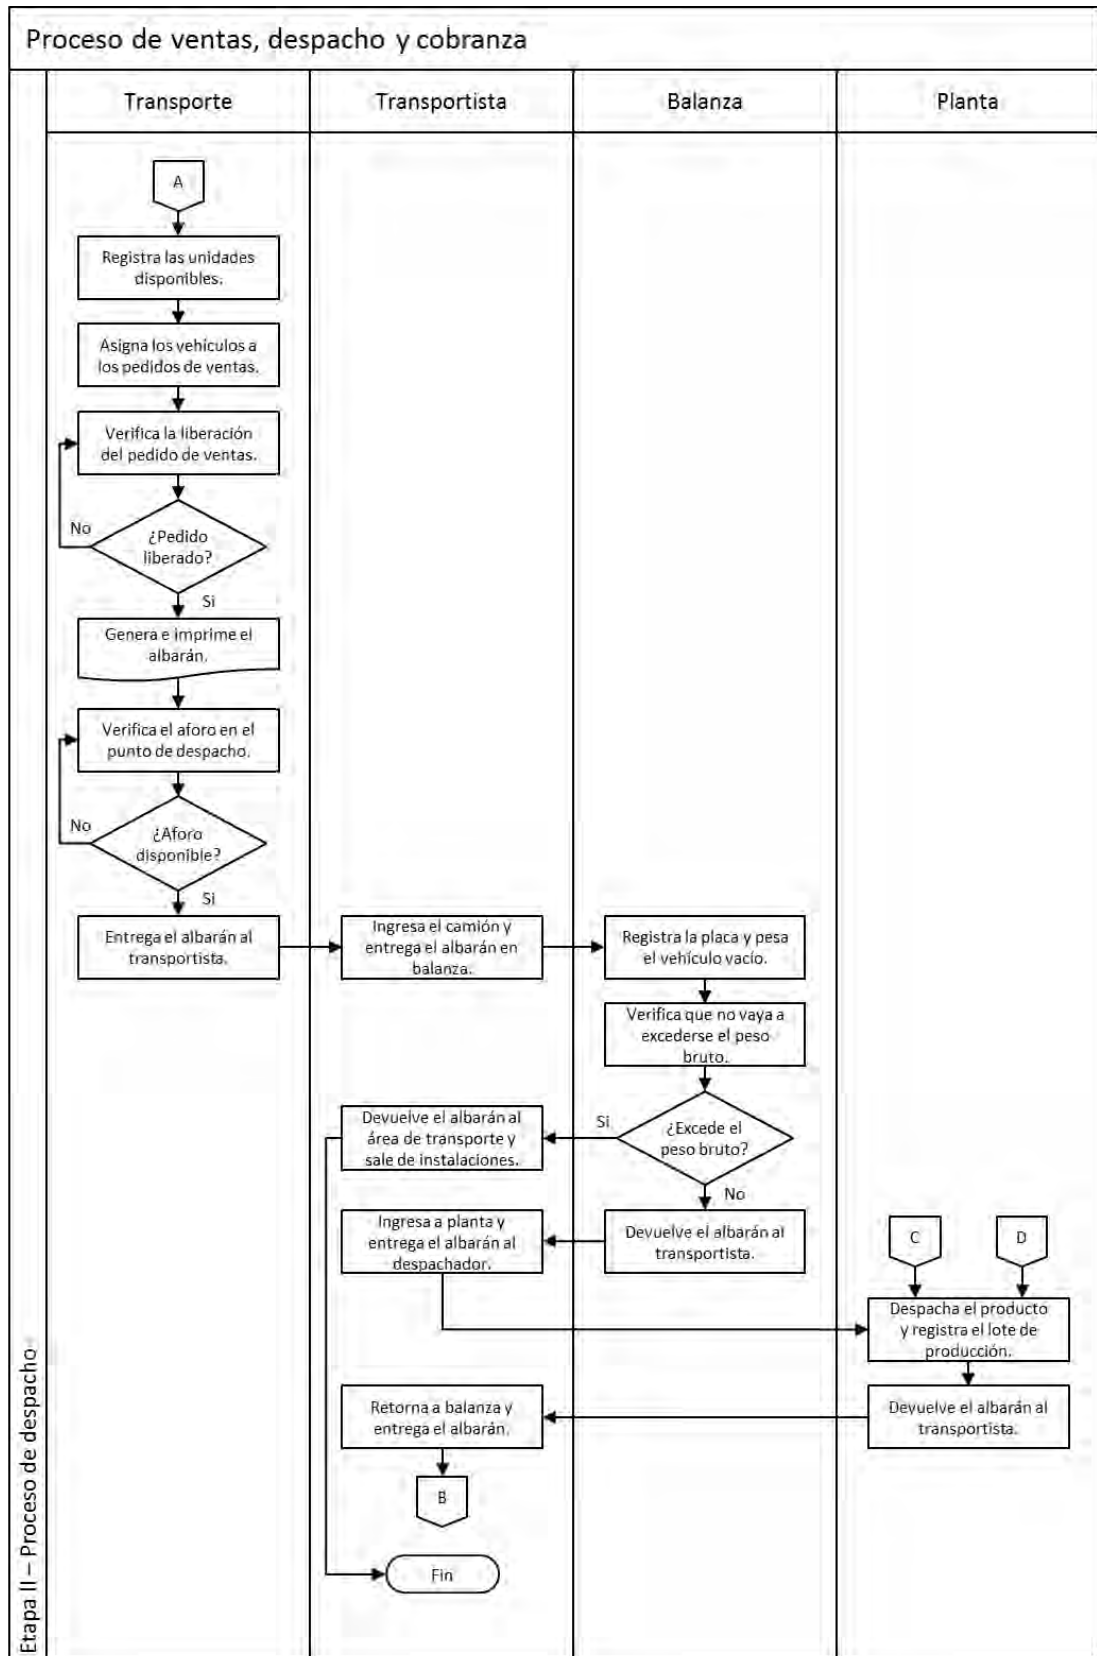 Proceso de ventas, despacho y cobranza
Transporte
Transportista
Balanza
Planta
A
Registra las unidades
disponibles.
Asigna los vehículos a
los pedidos de ventas.
Verifica la liberación
del pedido de ventas.
No
¿Pedido
liberado?
Si
Genera e imprime el
albarán.
Verifica el aforo en el
punto de despacho.
No
¿Aforo
disponible?
Si
Entrega el albarán al
transportista.
Ingresa el camión y
entrega el albarán en
balanza.
Registra la placa y pesa
el vehículo vacío.
Verifica que no vaya a
excederse el peso
bruto.
¿Excede el
peso bruto?
Si
Devuelve el albarán al
área de transporte y
sale de instalaciones.
No
Devuelve el albarán al
transportista.
Ingresa a planta y
entrega el albarán al
despachador.
C
D
Despacha el producto
y registra el lote de
producción.
Devuelve el albarán al
transportista.
Retorna a balanza y
entrega el albarán.
B
Fin
Etapa II – Proceso de despacho